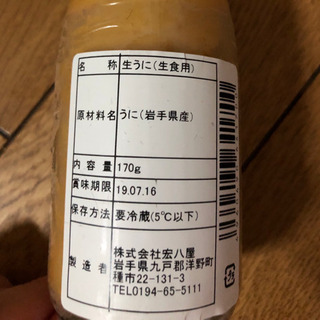 名 称 生うに(生食用)
原材料名 うに(岩手県産)
内 容 量 170g
賞味期限 19.07.16
保存方法 要冷蔵(5℃以下)
製 造 者 株式会社宏八屋
岩手県九戸郡洋野町
種市22-131-3
TEL0194-65-5111